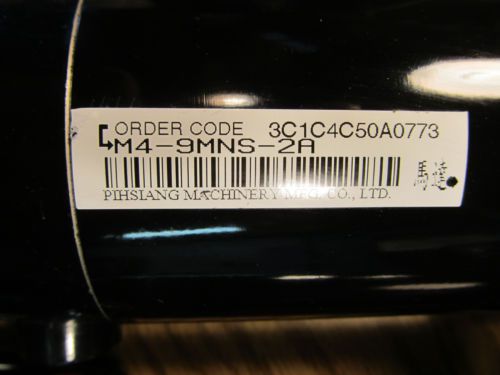 ORDER CODE 3C1C4C50A0773
M4-9MNS-2A
PIHSIANG MACHINERY MFG. CO., LTD.